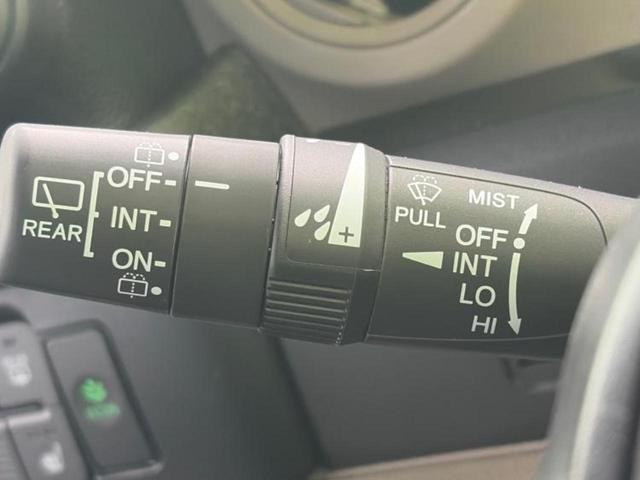 REAR
OFF
INT
ON
+
PULL
MIST
OFF
INT
LO
HI